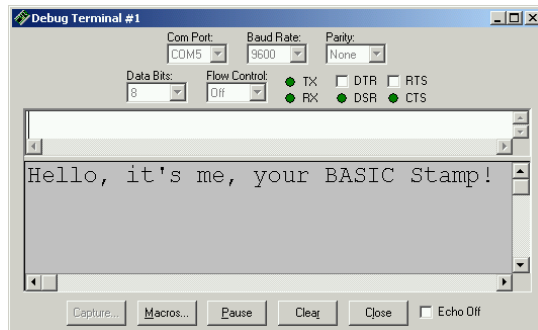 Debug Terminal #1
Com Port: Baud Rate: Parity:
COM5 9600 None
Data Bits: Flow Control: TX DTR RTS
8 Off RX DSR CTS
Hello, it's me, your BASIC Stamp!
Capture... Macros... Pause Clear Close Echo Off